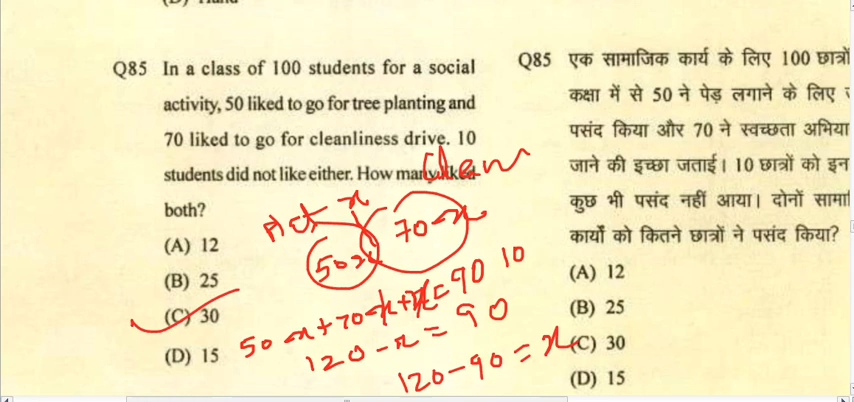 Q85 In a class of 100 students for a social
activity, 50 liked to go for tree planting and
70 liked to go for cleanliness drive. 10
students did not like either. How many liked
both?
(A) 12
(B) 25
(C) 30
(D) 15
Clean
x
50-x
70-x
10
50-x+70-x+x=90
120-x=90
120-90=x
Q85 एक सामाजिक कार्य के लिए 100 छात्रों
कक्षा में से 50 ने पेड़ लगाने के लिए
पसंद किया और 70 ने स्वच्छता अभिया
जाने की इच्छा जताई। 10 छात्रों को इन
कुछ भी पसंद नहीं आया। दोनों सामा
कार्यों को कितने छात्रों ने पसंद किया?
(A) 12
(B) 25
(C) 30
(D) 15